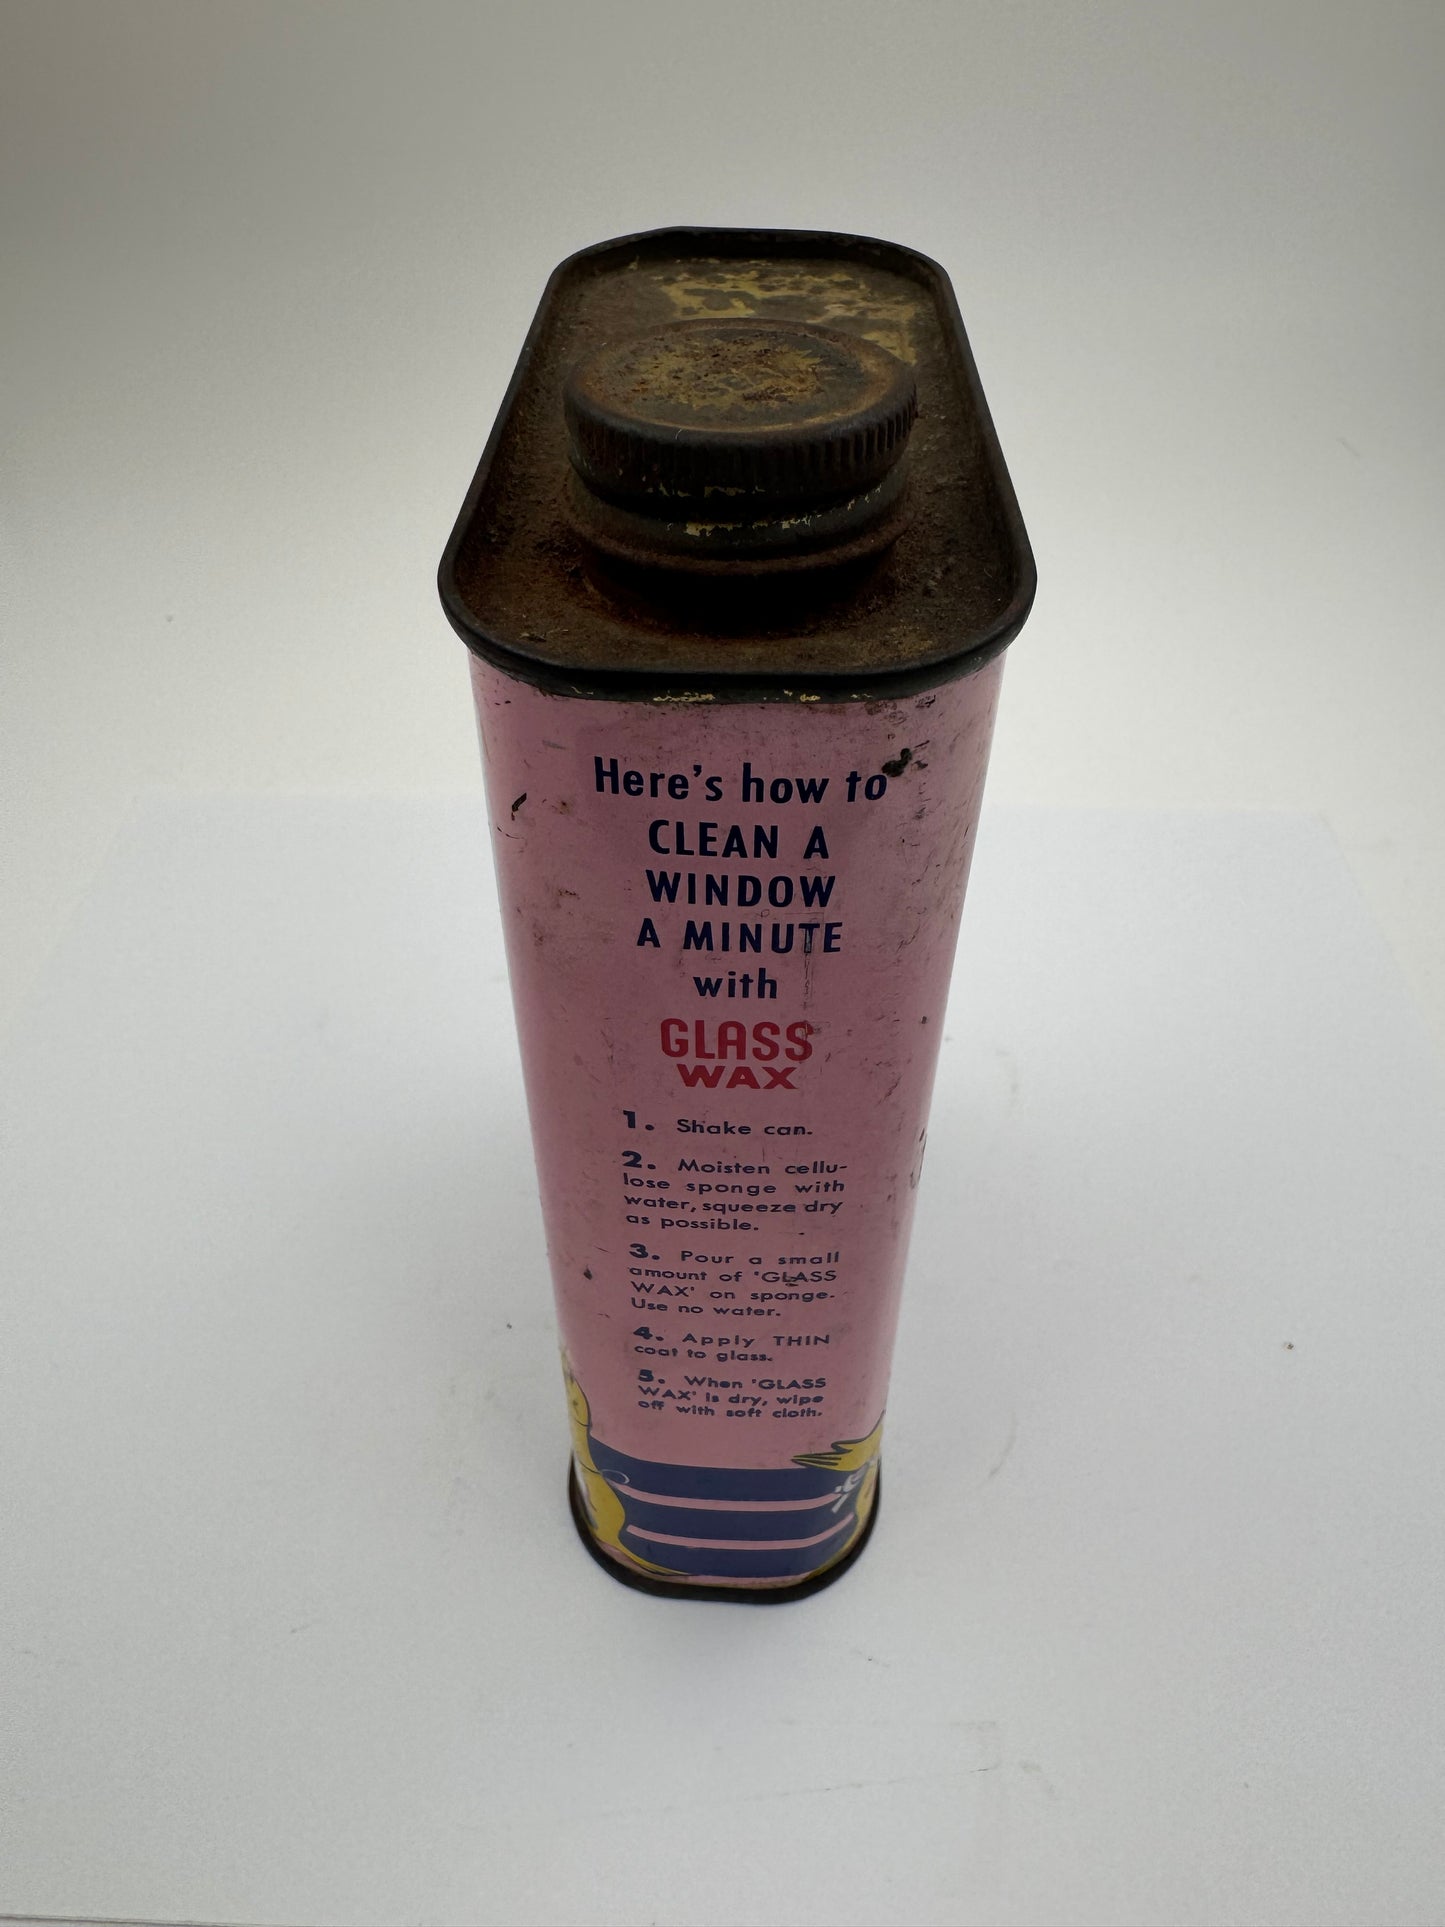 Here's how to
CLEAN A
WINDOW
A MINUTE
with
GLASS
WAX
1. Shake can.
2. Moisten cellu-
lose sponge with
water, squeeze dry
as possible.
3. Pour a small
amount of 'GLASS
WAX' on sponge.
Use no water.
4. Apply THIN
coat to glass.
5. When 'GLASS
WAX' is dry, wipe
off with soft cloth.